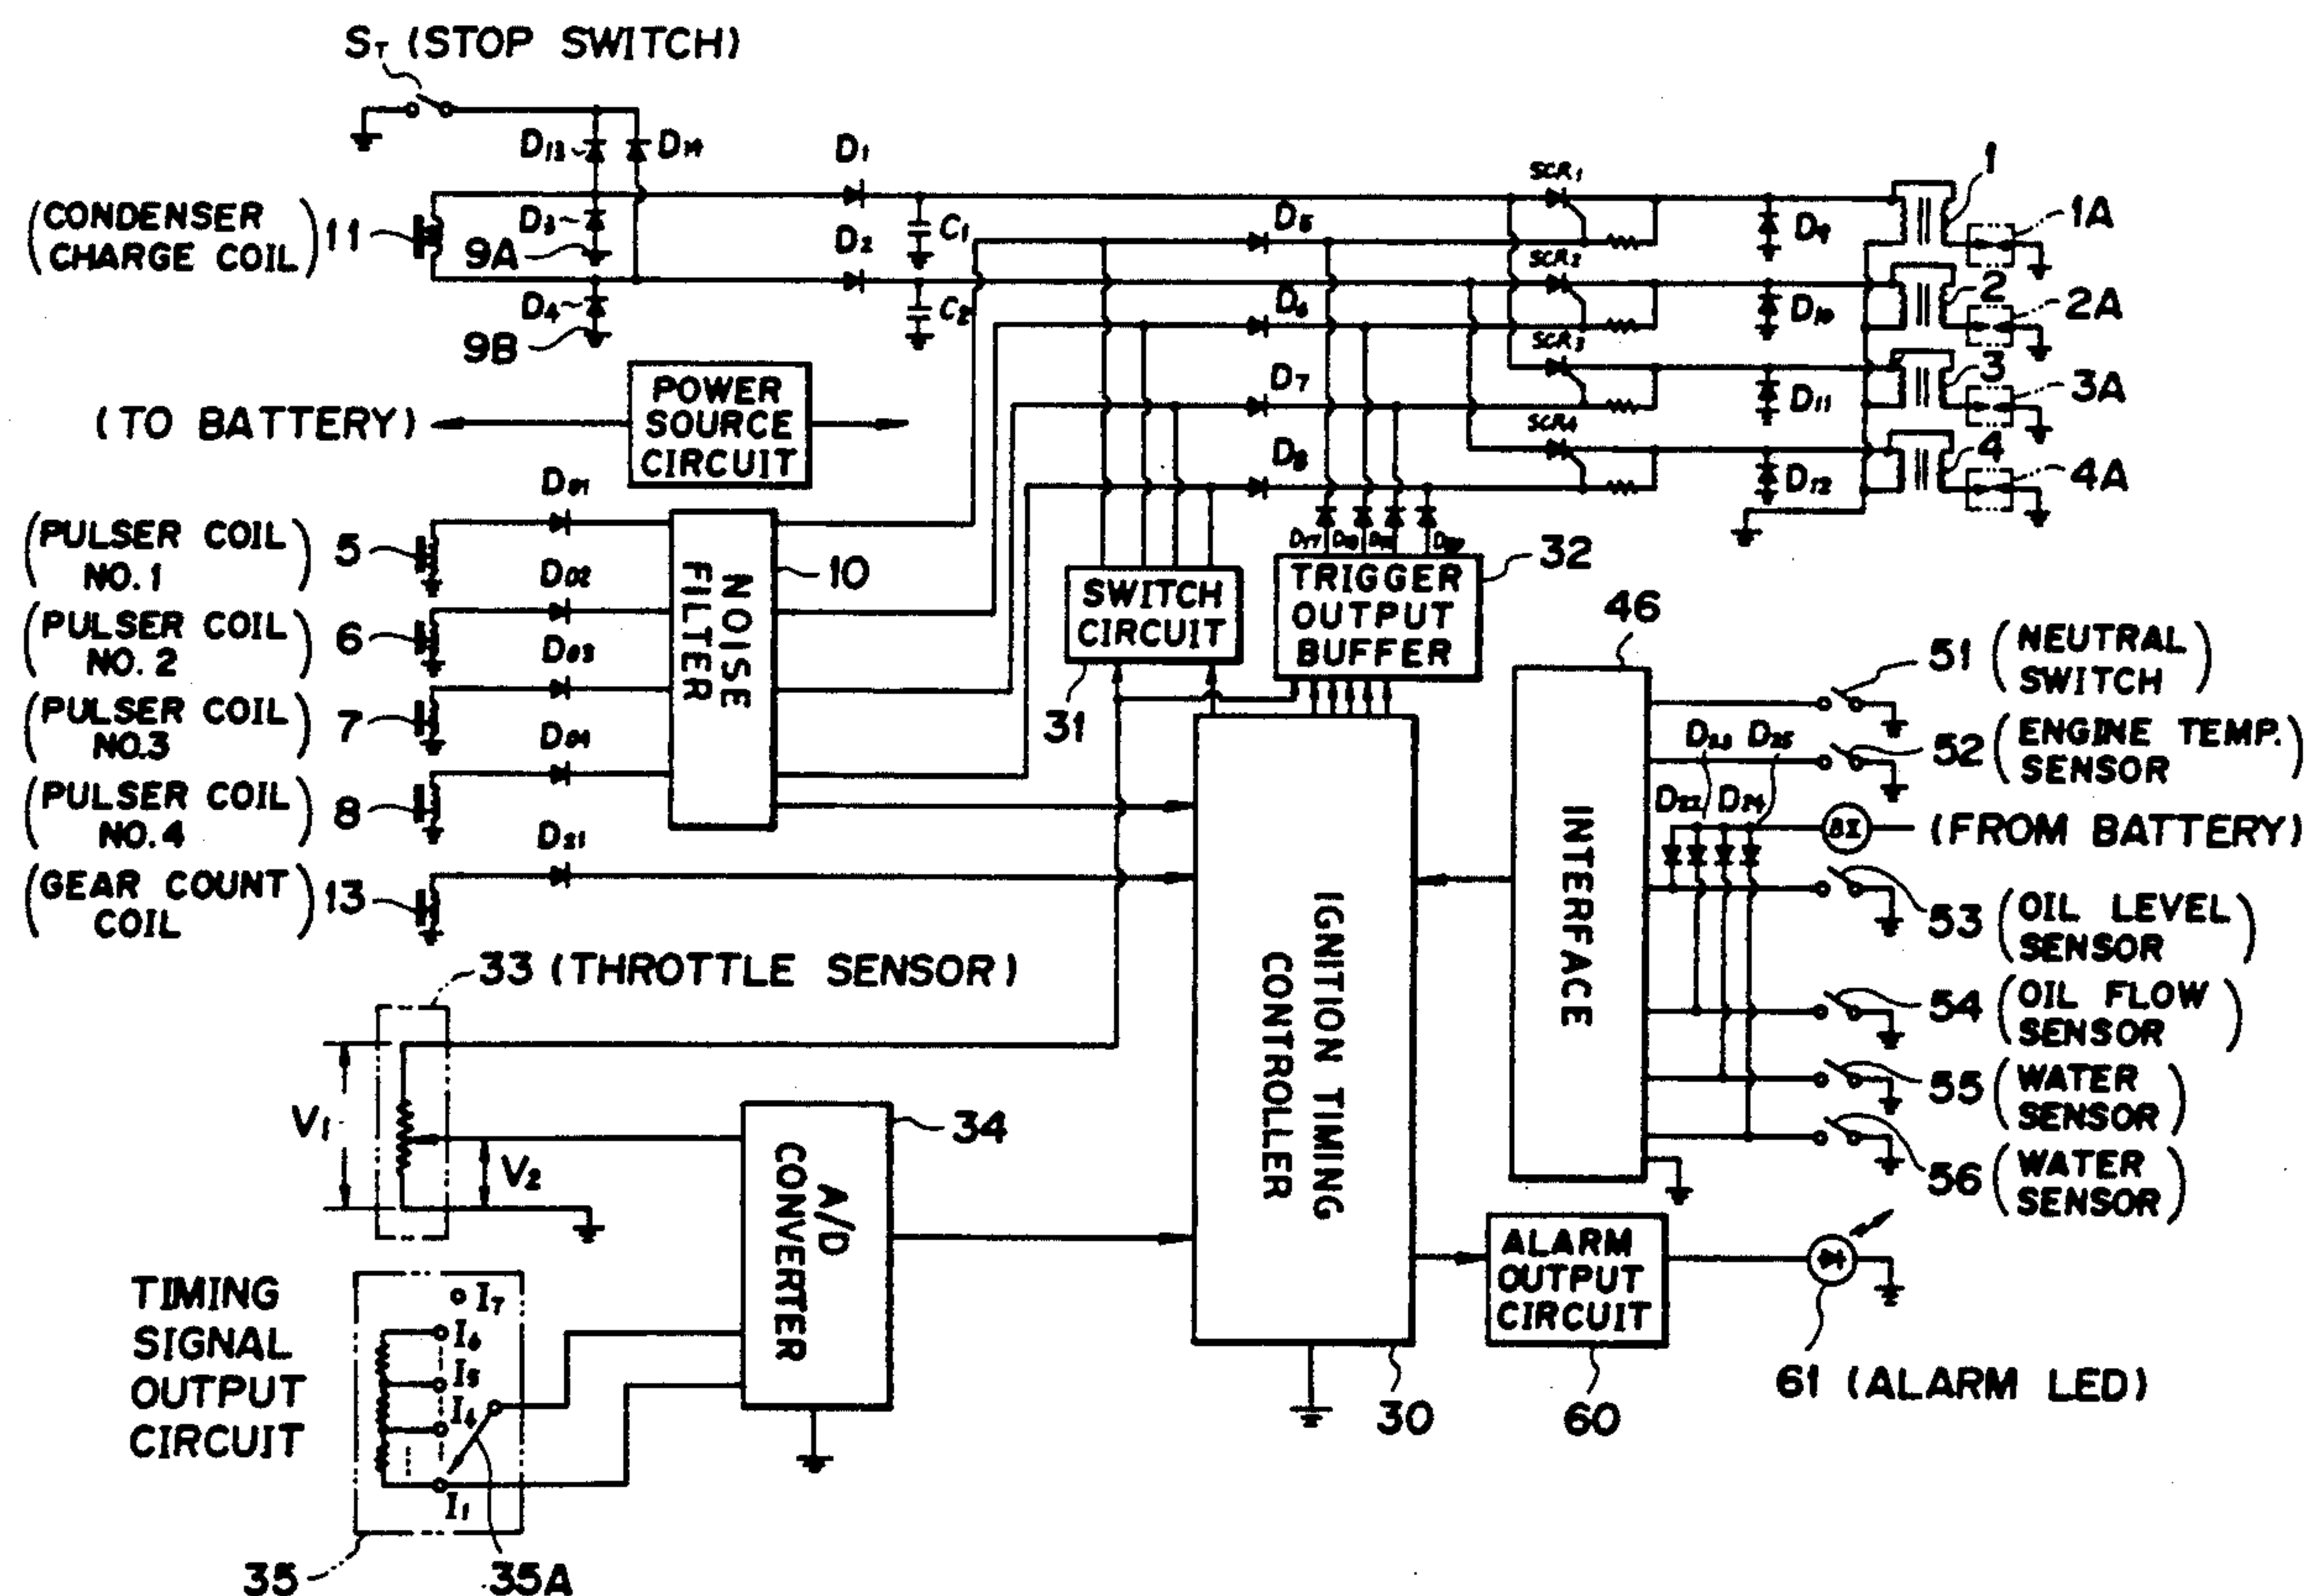 ST (STOP SWITCH)
D13
D14
D1
SCR1
1
(CONDENSER
CHARGE COIL)
11
D3
9A
C1
D5
D9
1A
D2
SCR2
2
D4
9B
C2
D6
D10
2A
SCR3
3
POWER
SOURCE
CIRCUIT
(TO BATTERY)
D7
D11
3A
SCR4
4
D8
D12
4A
D01
(PULSER COIL
NO. 1)
5
D17
32
10
D02
NOISE
FILTER
SWITCH
CIRCUIT
TRIGGER
OUTPUT
BUFFER
46
(PULSER COIL
NO. 2)
6
D03
31
51 (NEUTRAL
SWITCH)
(PULSER COIL
NO.3)
7
D04
D23 D25
52 (ENGINE TEMP.
SENSOR)
(PULSER COIL
NO. 4)
8
D22 D24
BZ
(FROM BATTERY)
D21
(GEAR COUNT
COIL)
13
INTERFACE
53 (OIL LEVEL
SENSOR)
33 (THROTTLE SENSOR)
IGNITION TIMING
CONTROLLER
54 (OIL FLOW
SENSOR)
V1
V2
34
A/D
CONVERTER
55 (WATER
SENSOR)
56 (WATER
SENSOR)
TIMING
SIGNAL
OUTPUT
CIRCUIT
I7
I6
I5
I4
I1
ALARM
OUTPUT
CIRCUIT
61 (ALARM LED)
30
60
35
35A